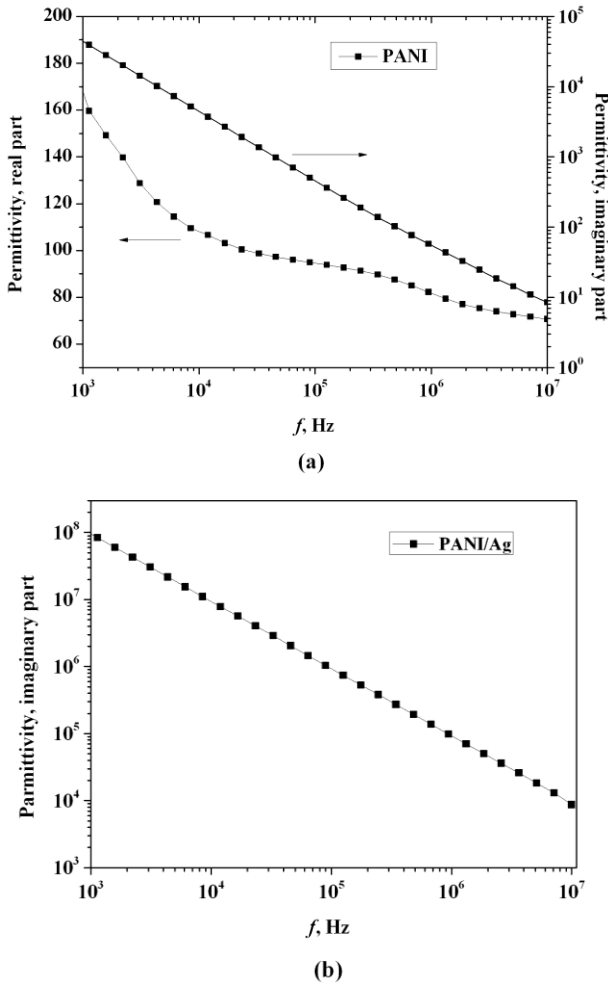 200
180
160
140
120
100
80
60
Permittivity, real part
PANI
10^5
10^4
10^3
10^2
10^1
10^0
Permittivity, imaginary part
10^3 10^4 10^5 10^6 10^7
f, Hz
(a)
10^8
10^7
10^6
10^5
10^4
10^3
Parmittivity, imaginary part
PANI/Ag
10^3 10^4 10^5 10^6 10^7
f, Hz
(b)